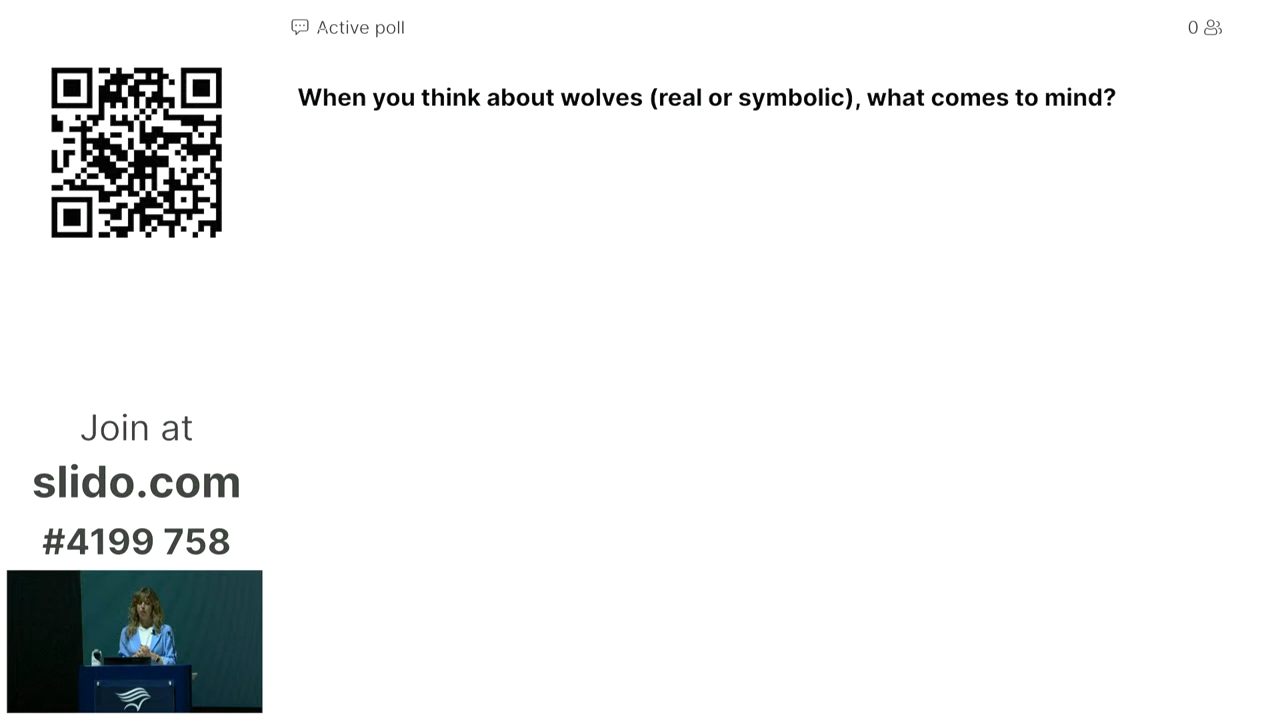 Active poll
0
When you think about wolves (real or symbolic), what comes to mind?
Join at
slido.com
#4199 758